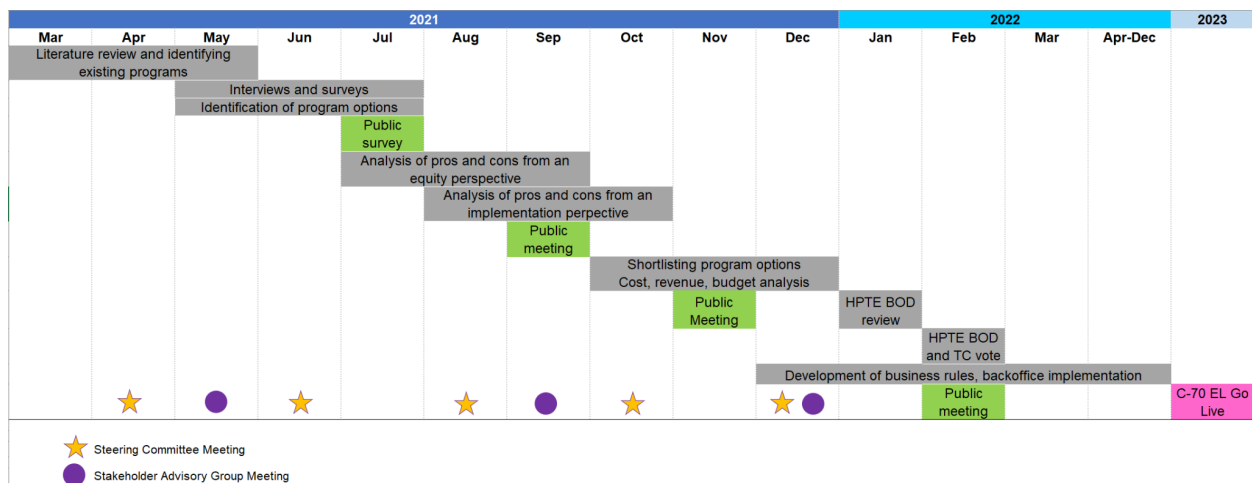 2021 2022 2023
Mar Apr May Jun Jul Aug Sep Oct Nov Dec Jan Feb Mar Apr-Dec
Literature review and identifying
existing programs
Interviews and surveys
Identification of program options
Public
survey
Analysis of pros and cons from an
equity perspective
Analysis of pros and cons from an
implementation perpective
Public
meeting
Shortlisting program options
Cost, revenue, budget analysis
Public
Meeting
HPTE BOD
review
HPTE BOD
and TC vote
Development of business rules, backoffice implementation
Public
meeting
C-70 EL Go
Live
Steering Committee Meeting
Stakeholder Advisory Group Meeting